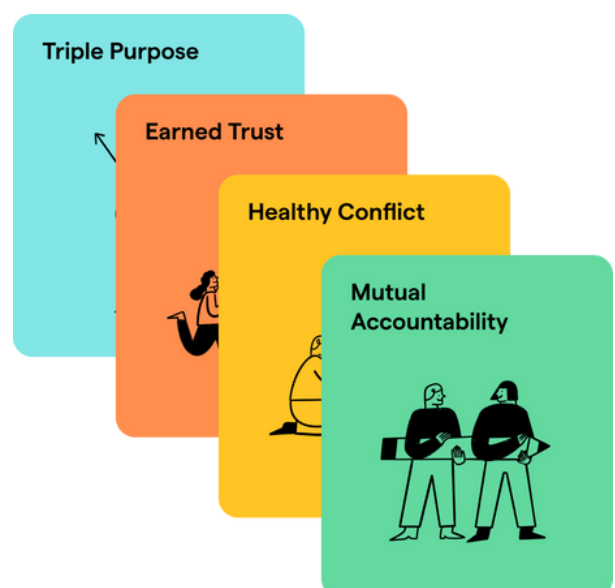 Triple Purpose
Earned Trust
Healthy Conflict
Mutual
Accountability